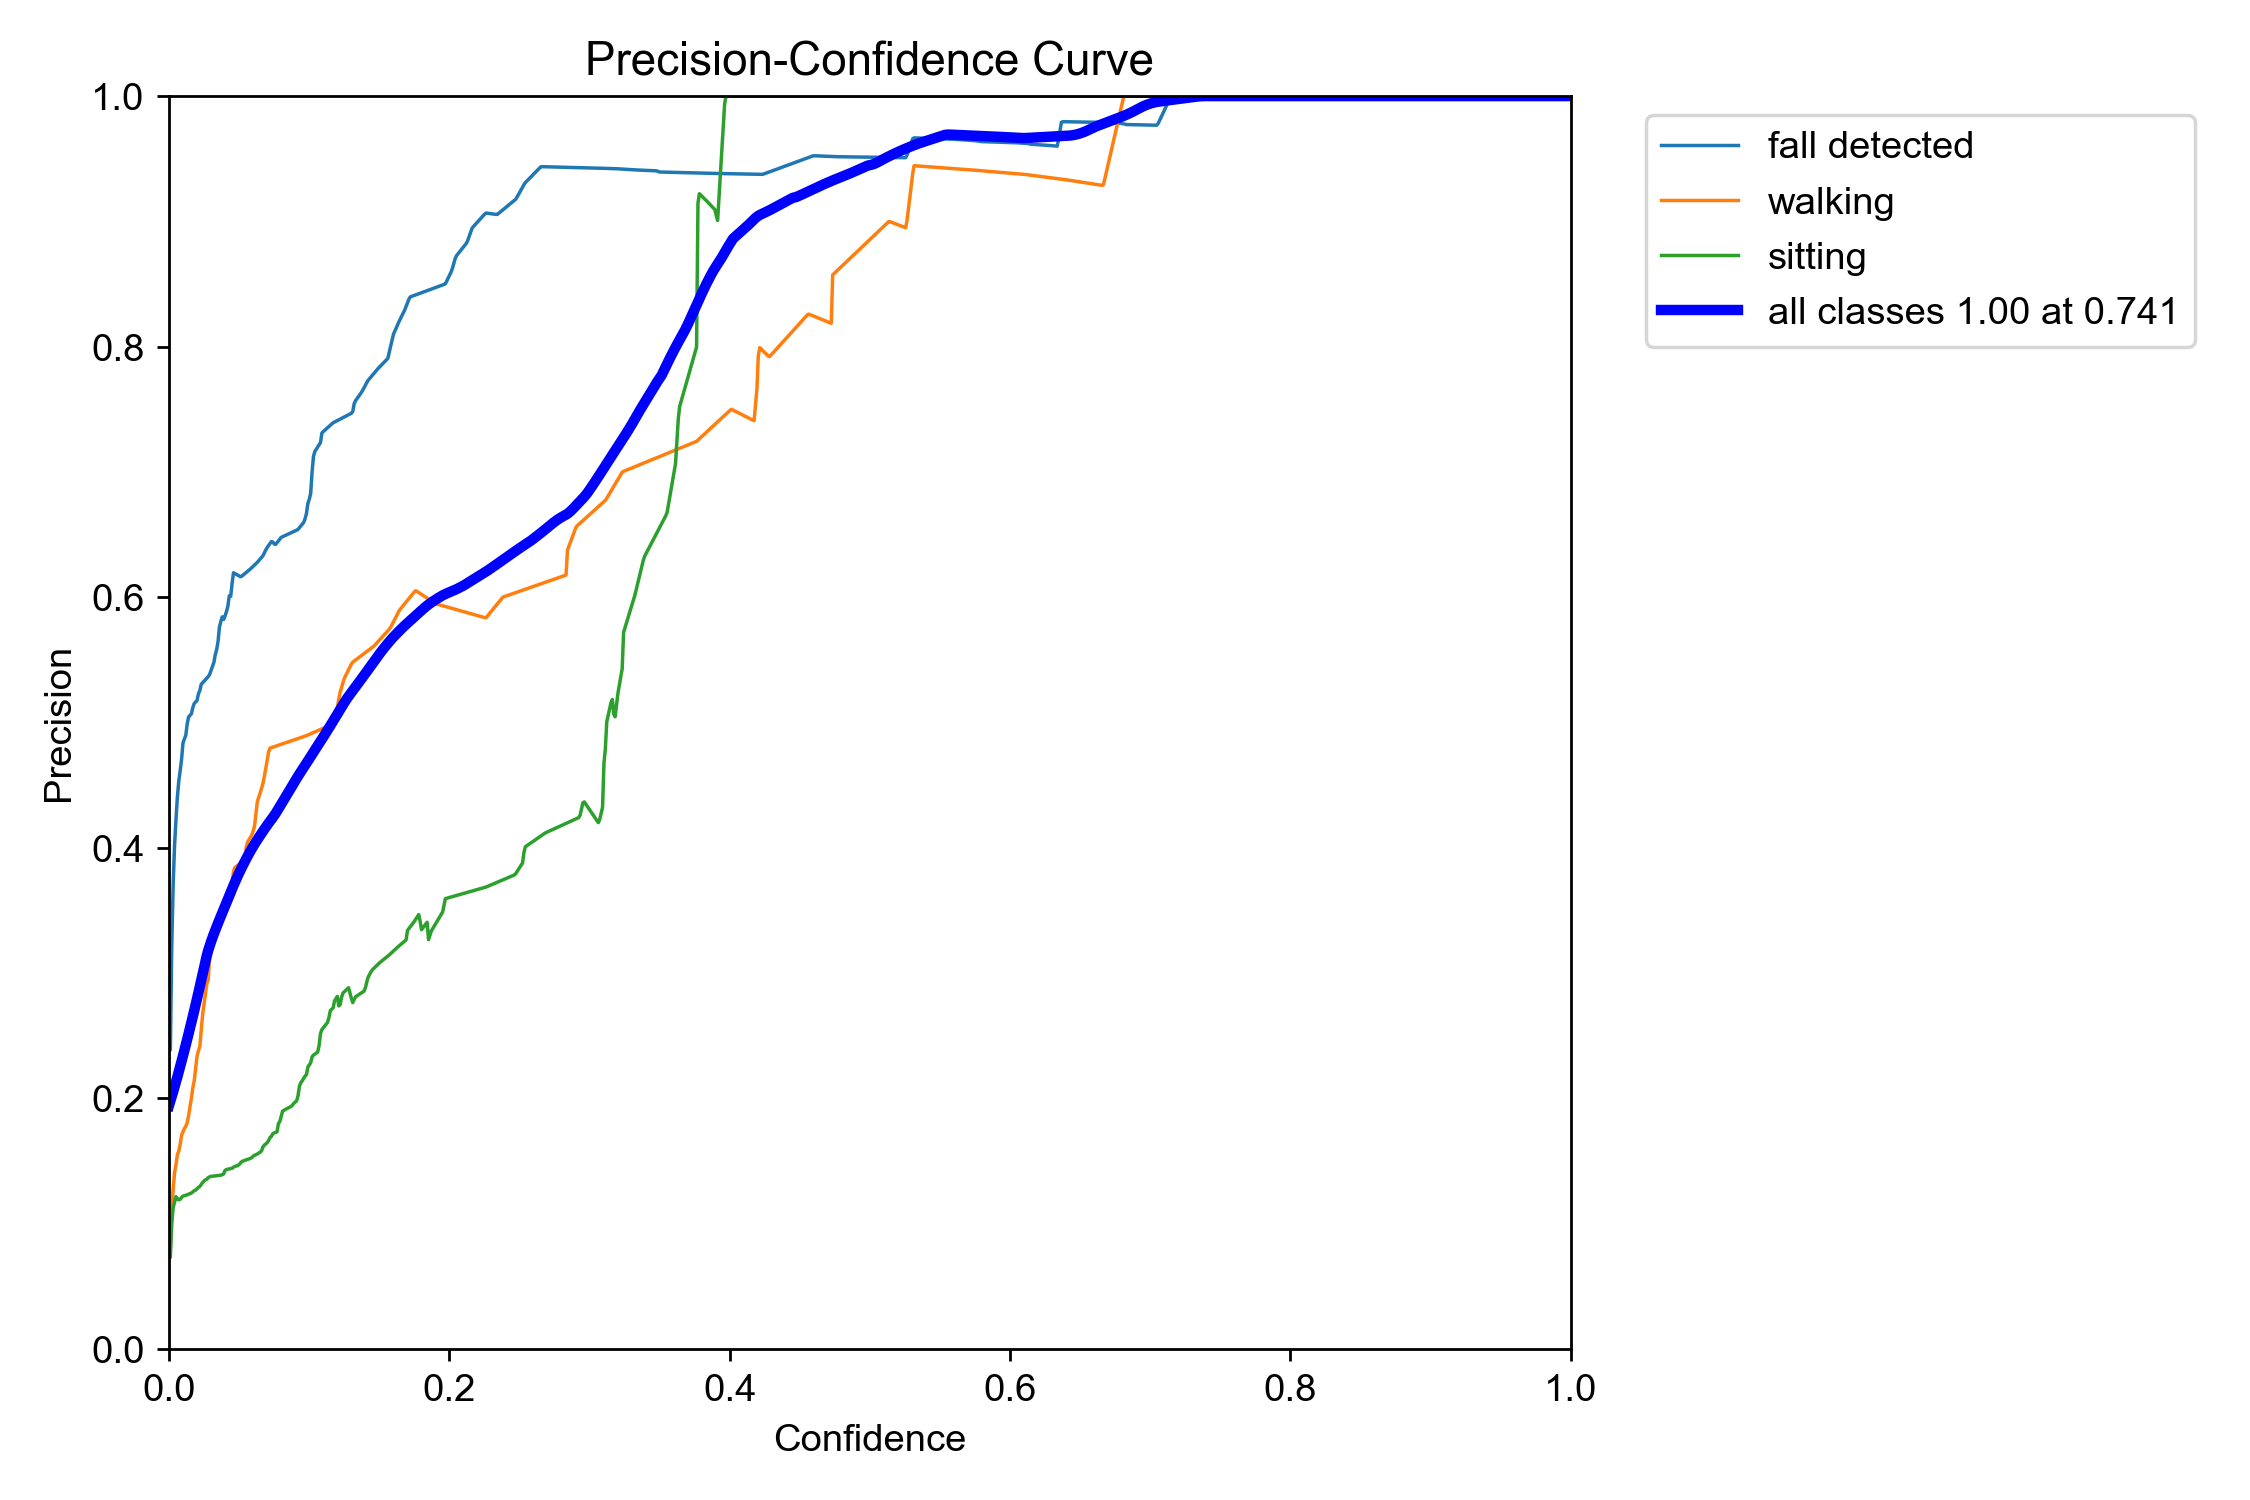 Precision-Confidence Curve
1.0
0.8
0.6
0.4
0.2
0.0
Precision
0.0 0.2 0.4 0.6 0.8 1.0
Confidence
fall detected
walking
sitting
all classes 1.00 at 0.741